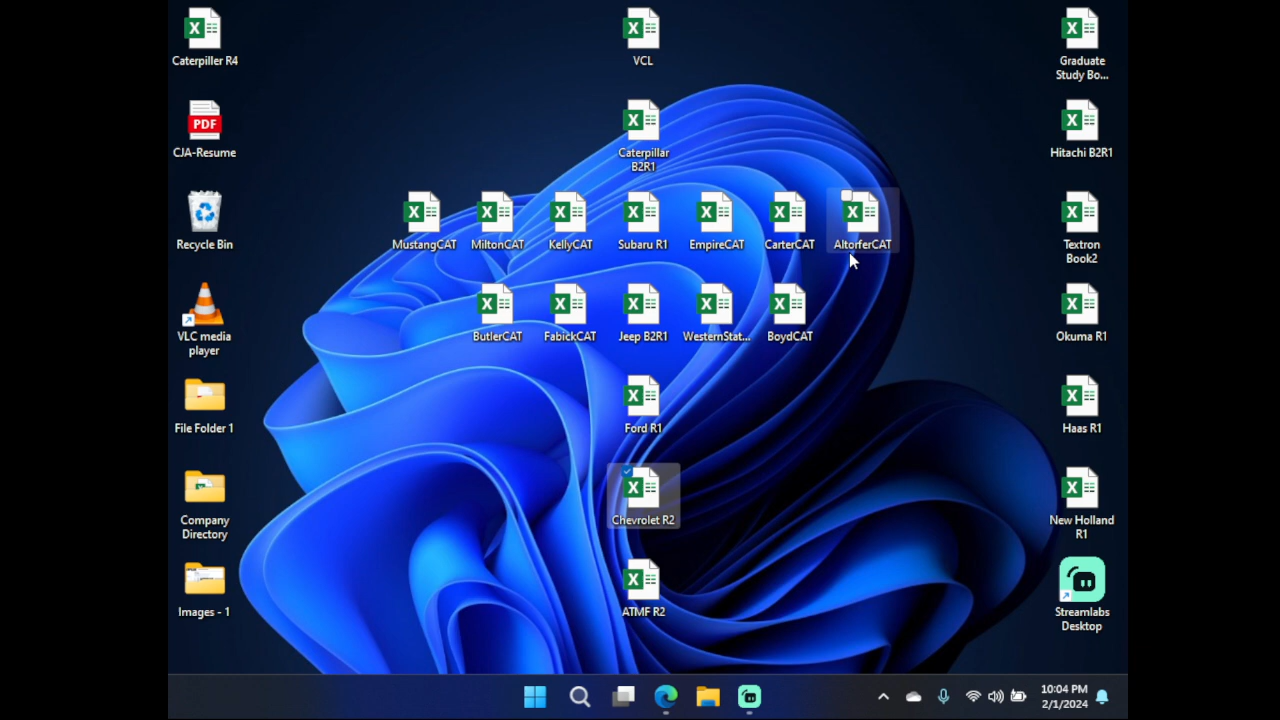 Caterpiller R4
VCL
Graduate
Study Bo...
PDF
CJA-Resume
Caterpillar
B2R1
Hitachi B2R1
Recycle Bin
MustangCAT
MiltonCAT
KellyCAT
Subaru R1
EmpireCAT
CarterCAT
AltorferCAT
Textron
Book2
VLC media
player
ButlerCAT
FabickCAT
Jeep B2R1
WesternStat...
BoydCAT
Okuma R1
File Folder 1
Ford R1
Haas R1
Company
Directory
Chevrolet R2
New Holland
R1
Images - 1
ATMF R2
Streamlabs
Desktop
10:04 PM
2/1/2024